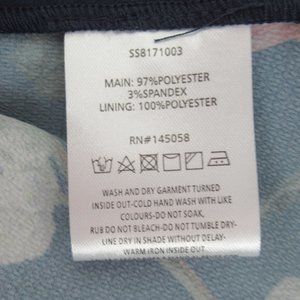 SS8171003
MAIN: 97%POLYESTER
3%SPANDEX
LINING: 100%POLYESTER
RN#145058
WASH AND DRY GARMENT TURNED
INSIDE OUT-COLD HAND WASH WITH LIKE
COLOURS-DO NOT SOAK,
RUB DO NOT BLEACH-DO NOT TUMBLE DRY-
LINE DRY IN SHADE WITHOUT DELAY-
WARM IRON INSIDE OUT